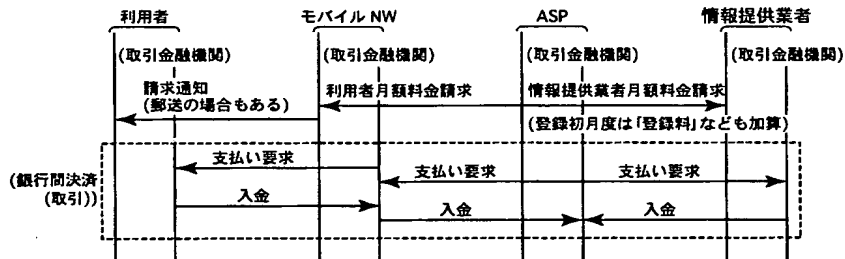 利用者 モバイルNW ASP 情報提供業者
(取引金融機関) (取引金融機関) (取引金融機関) (取引金融機関)
請求通知
(郵送の場合もある)
利用者月額料金請求 情報提供業者月額料金請求
(登録初月度は「登録料」なども加算)
(銀行間決済
(取引))
支払い要求
支払い要求 支払い要求
入金
入金 入金